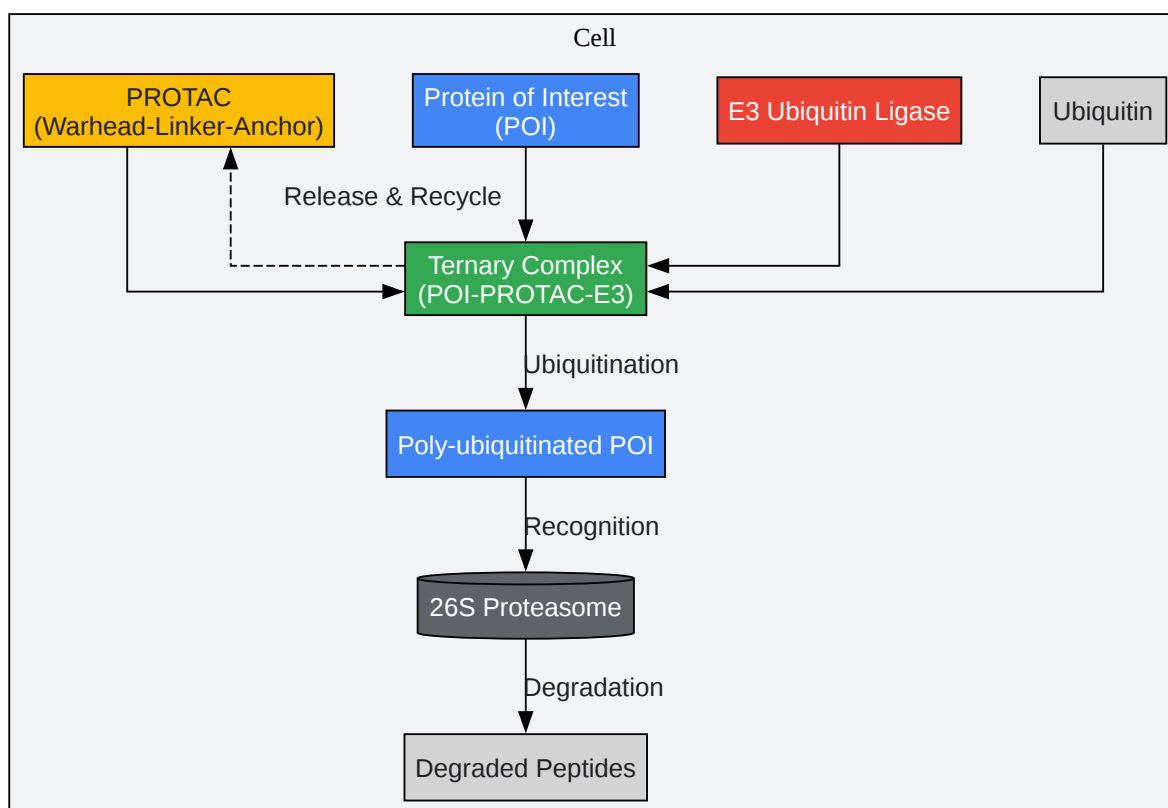 Cell
PROTAC
(Warhead-Linker-Anchor)
Protein of Interest
(POI)
E3 Ubiquitin Ligase
Ubiquitin
Release & Recycle
Ternary Complex
(POI-PROTAC-E3)
Ubiquitination
Poly-ubiquitinated POI
Recognition
26S Proteasome
Degradation
Degraded Peptides